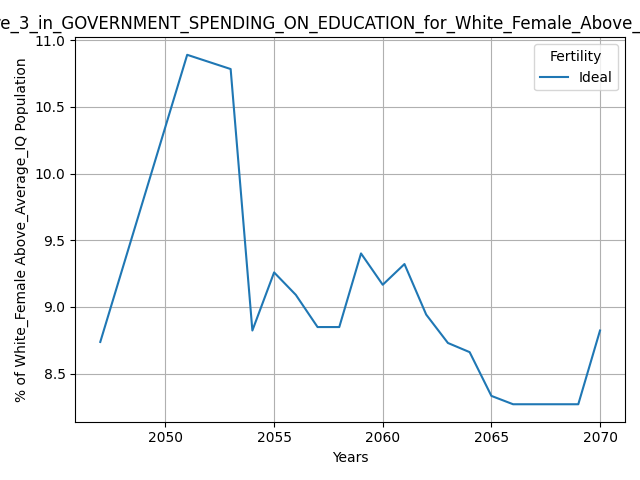 e_3_in_GOVERNMENT_SPENDING_ON_EDUCATION_for_White_Female_Above_
11.0
10.5
10.0
9.5
9.0
8.5
% of White_Female Above_Average_IQ Population
Fertility
Ideal
2050 2055 2060 2065 2070
Years